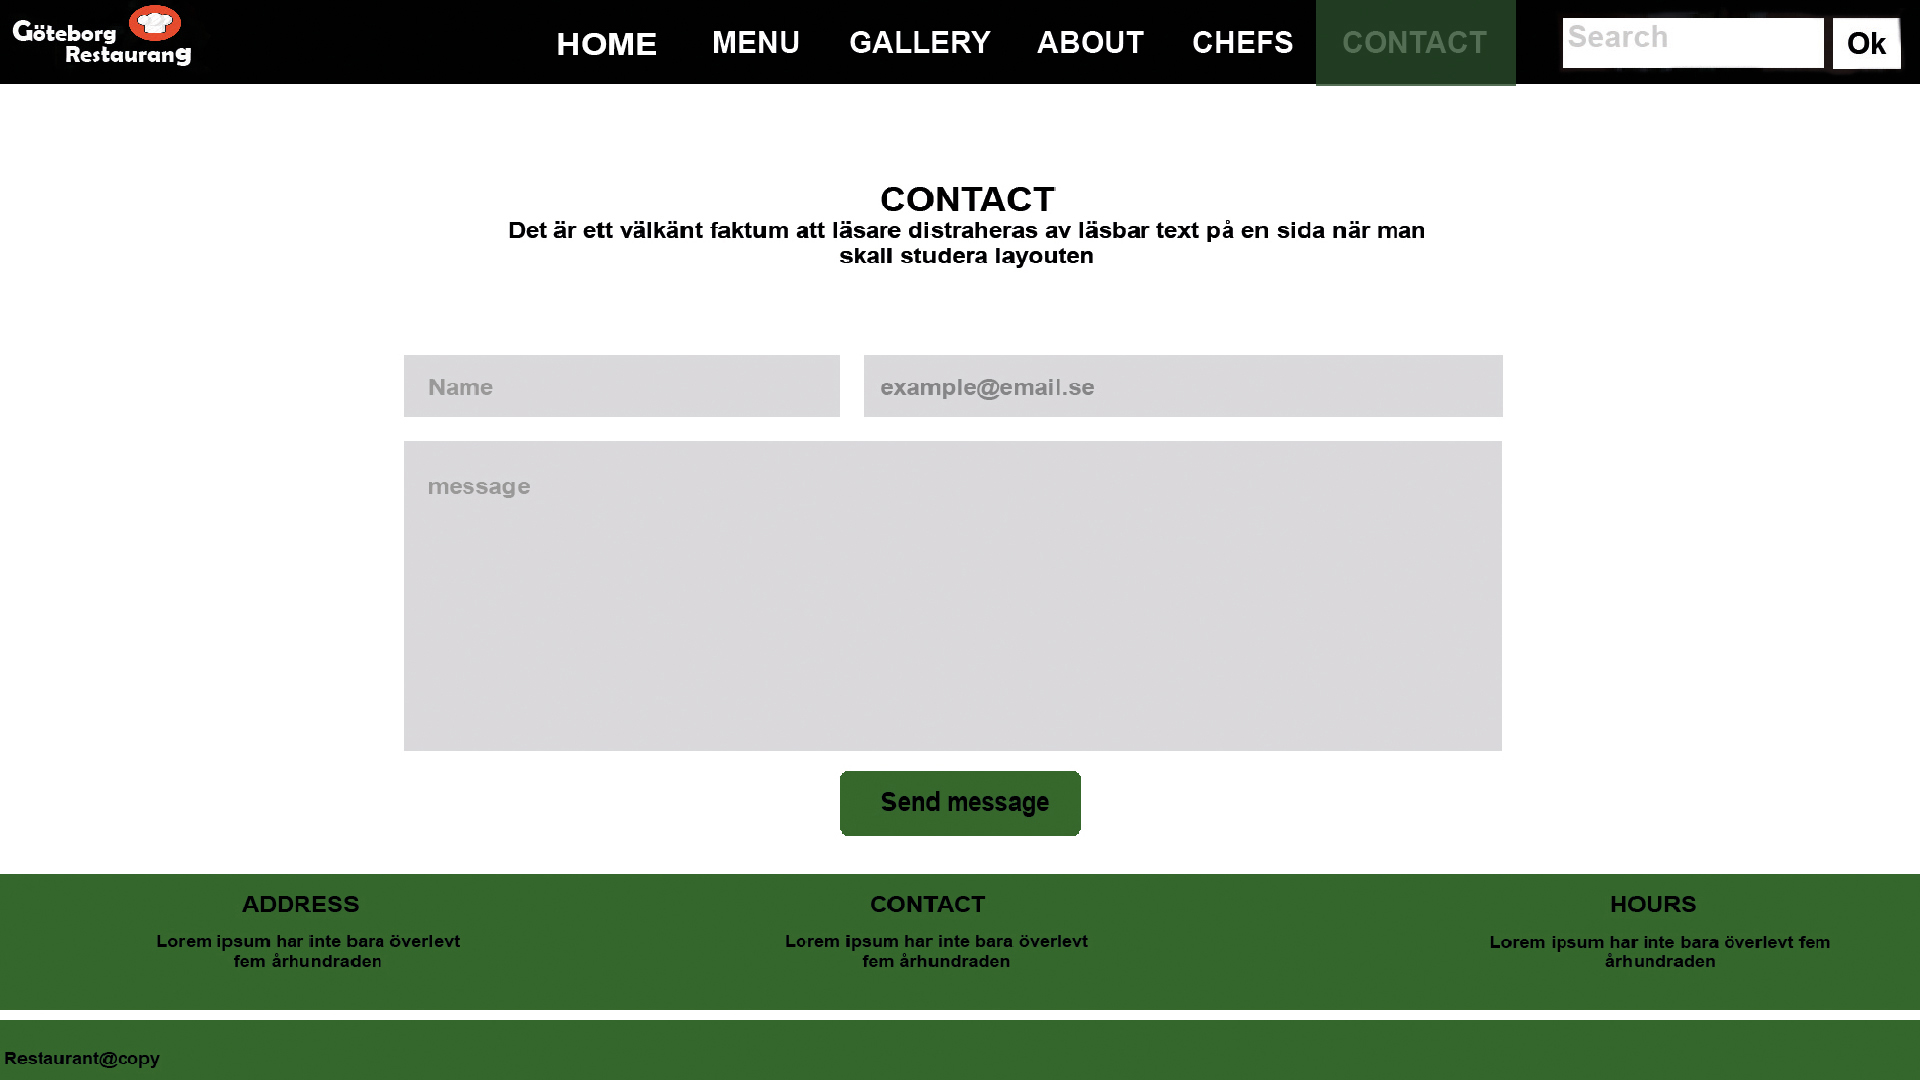 Göteborg
Restaurang
HOME MENU GALLERY ABOUT CHEFS CONTACT Search Ok
CONTACT
Det är ett välkänt faktum att läsare distraheras av läsbar text på en sida när man
skall studera layouten
Name example@email.se
message
Send message
ADDRESS
Lorem ipsum har inte bara överlevt
fem århundraden
CONTACT
Lorem ipsum har inte bara överlevt
fem århundraden
HOURS
Lorem ipsum har inte bara överlevt fem
århundraden
Restaurant@copy